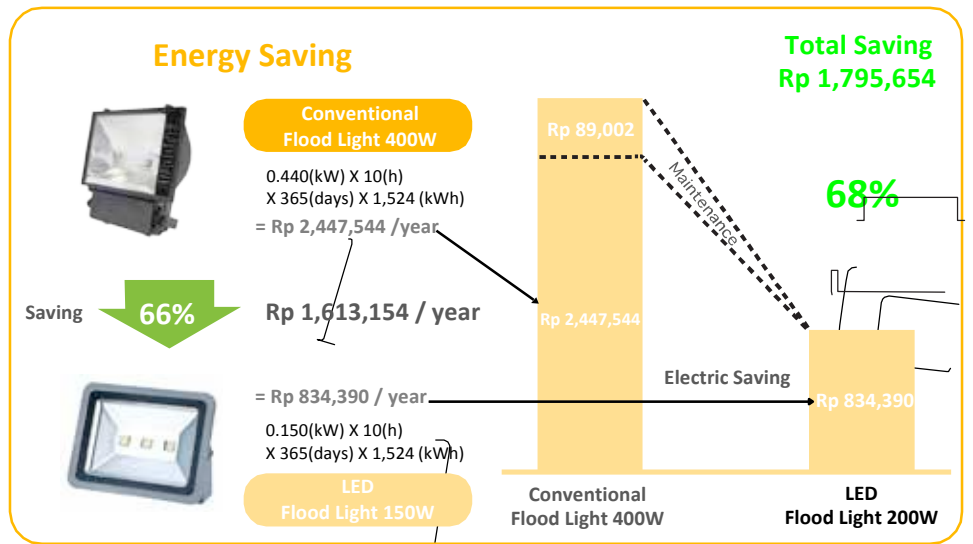 Energy Saving
Total Saving
Rp 1,795,654
Conventional
Flood Light 400W
0.440(kW) X 10(h)
X 365(days) X 1,524 (kWh)
= Rp 2,447,544 /year
Saving
66%
Rp 1,613,154 / year
= Rp 834,390 / year
0.150(kW) X 10(h)
X 365(days) X 1,524 (kWh)
LED
Flood Light 150W
Rp 89,002
Maintenance
68%
Rp 2,447,544
Electric Saving
Rp 834,390
Conventional
Flood Light 400W
LED
Flood Light 200W